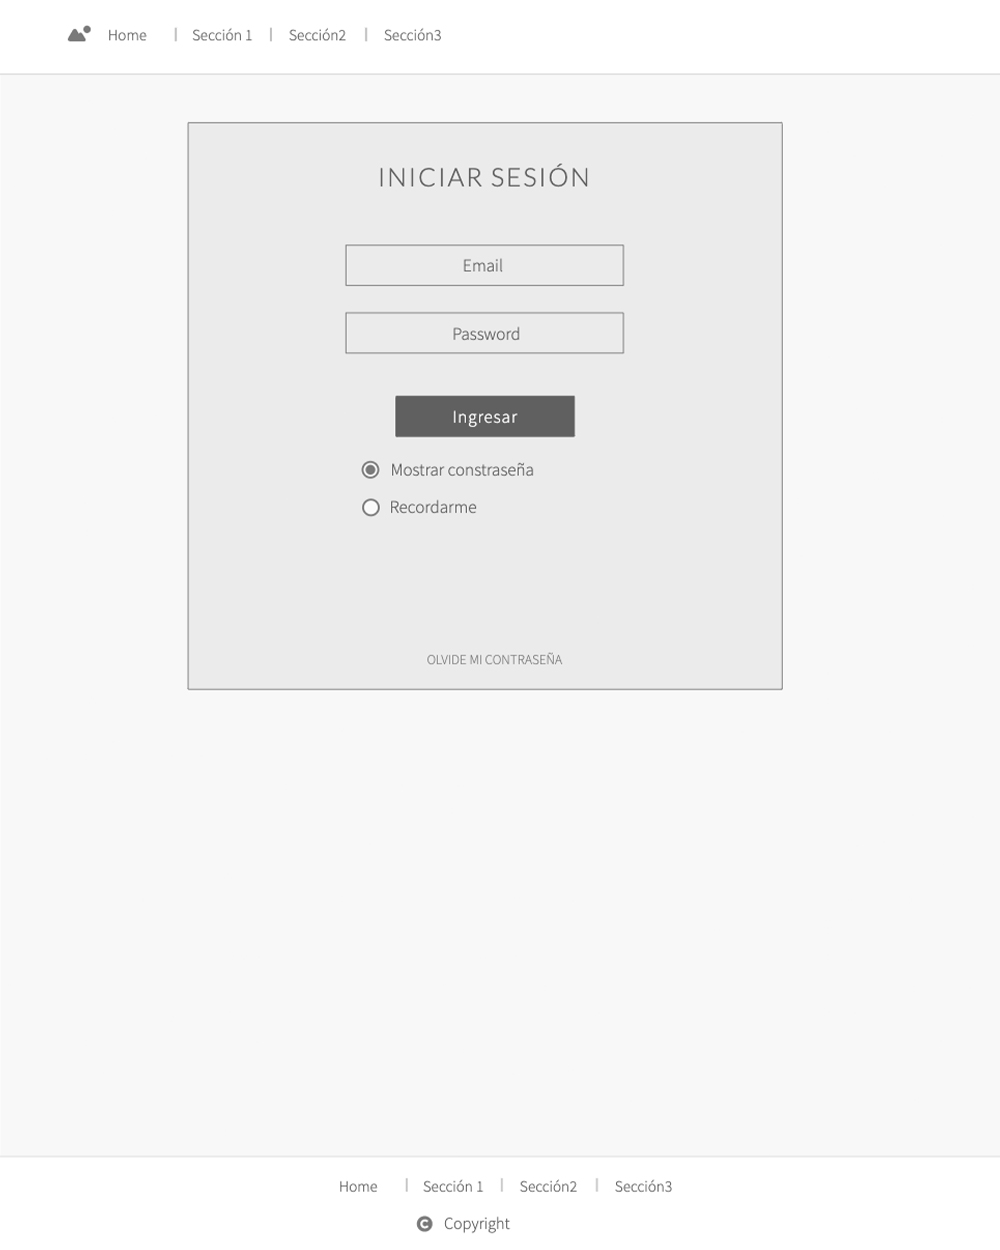 Home | Sección 1 | Sección2 | Sección3
INICIAR SESIÓN
Email
Password
Ingresar
Mostrar constraseña
Recordarme
OLVIDE MI CONTRASEÑA
Home | Sección 1 | Sección2 | Sección3
© Copyright